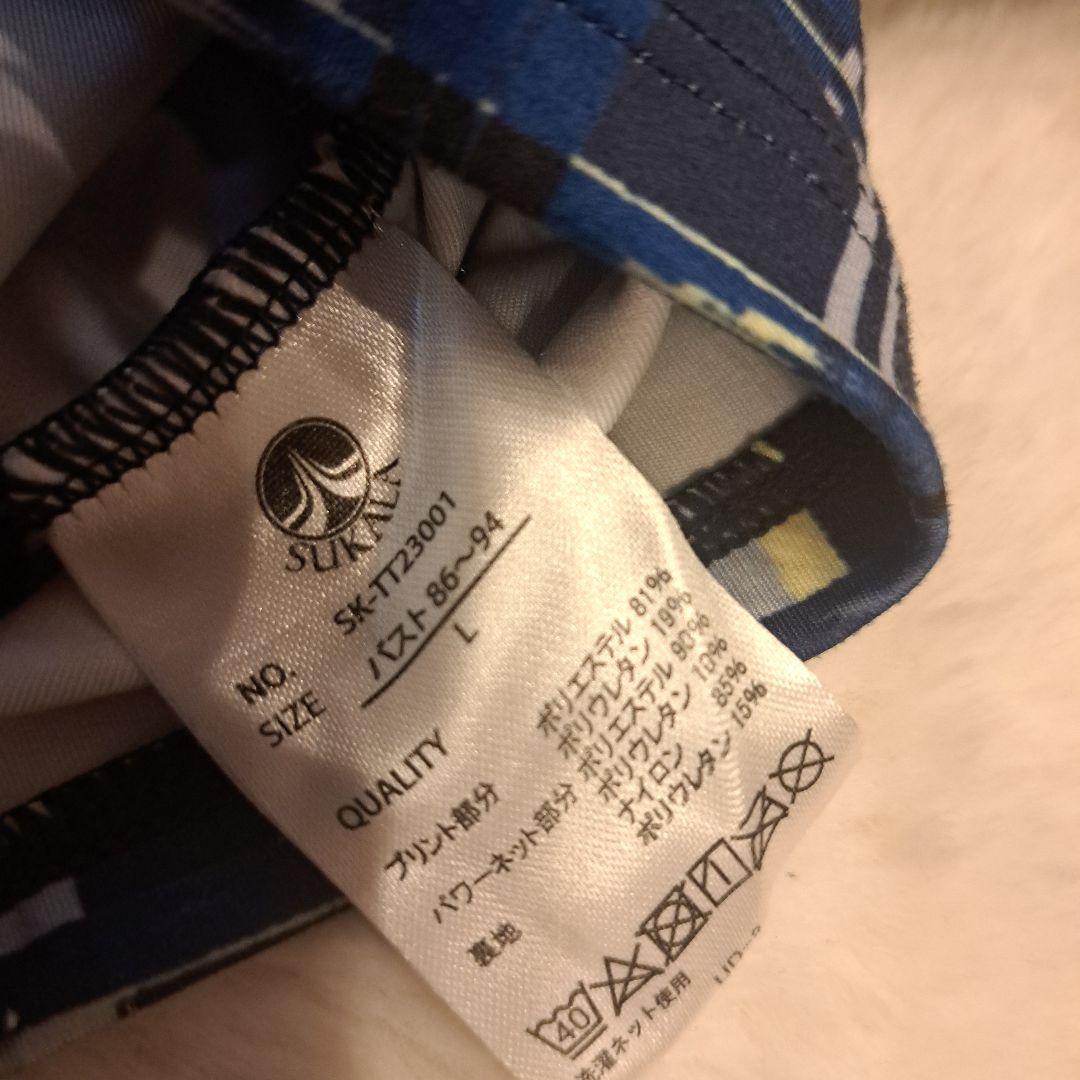 SUKALA
NO. SK-TT23001
SIZE バスト 86～94
L
QUALITY
プリント部分 ポリエステル 81%
ポリウレタン 19%
パワーネット部分 ポリエステル 90%
ポリウレタン 10%
裏地 ナイロン 85%
ポリウレタン 15%
40
洗濯ネット使用